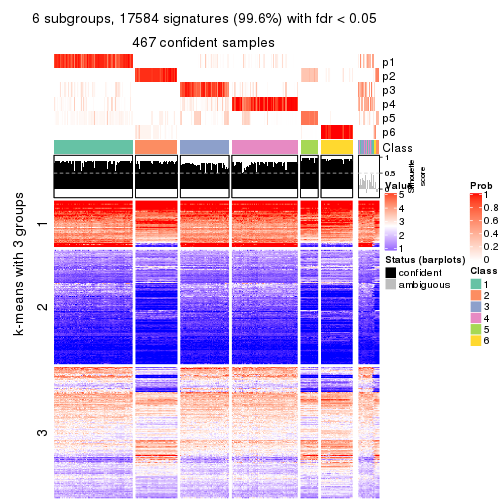 6 subgroups, 17584 signatures (99.6%) with fdr < 0.05
467 confident samples
p1
p2
p3
p4
p5
p6
Class
1
0.5
0
Silhouette
score
k-means with 3 groups
1
2
3
Value
5
4
3
2
1
Status (barplots)
confident
ambiguous
Prob
1
0.8
0.6
0.4
0.2
0
Class
1
2
3
4
5
6